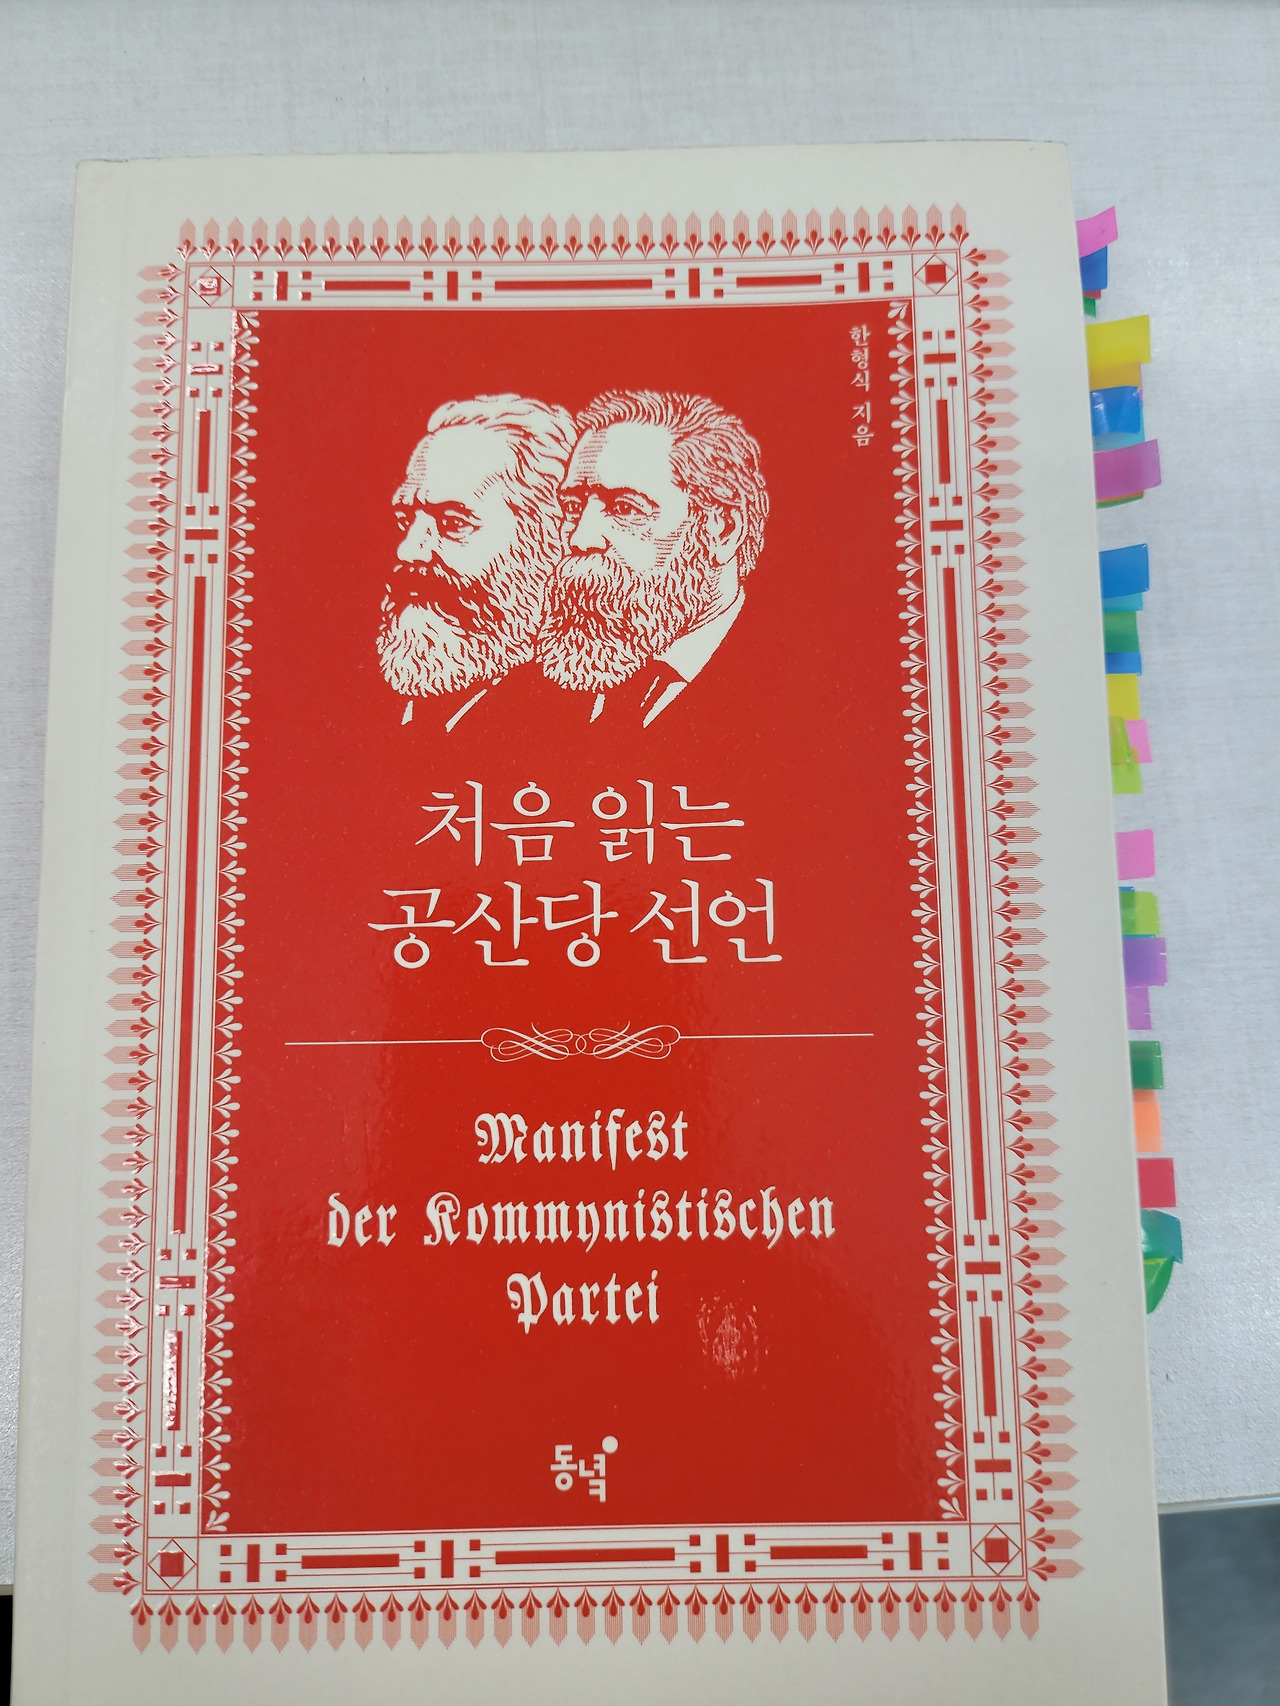 한형식 지음
처음 읽는
공산당 선언
Manifest
der Kommynistischen
Partei
동녘